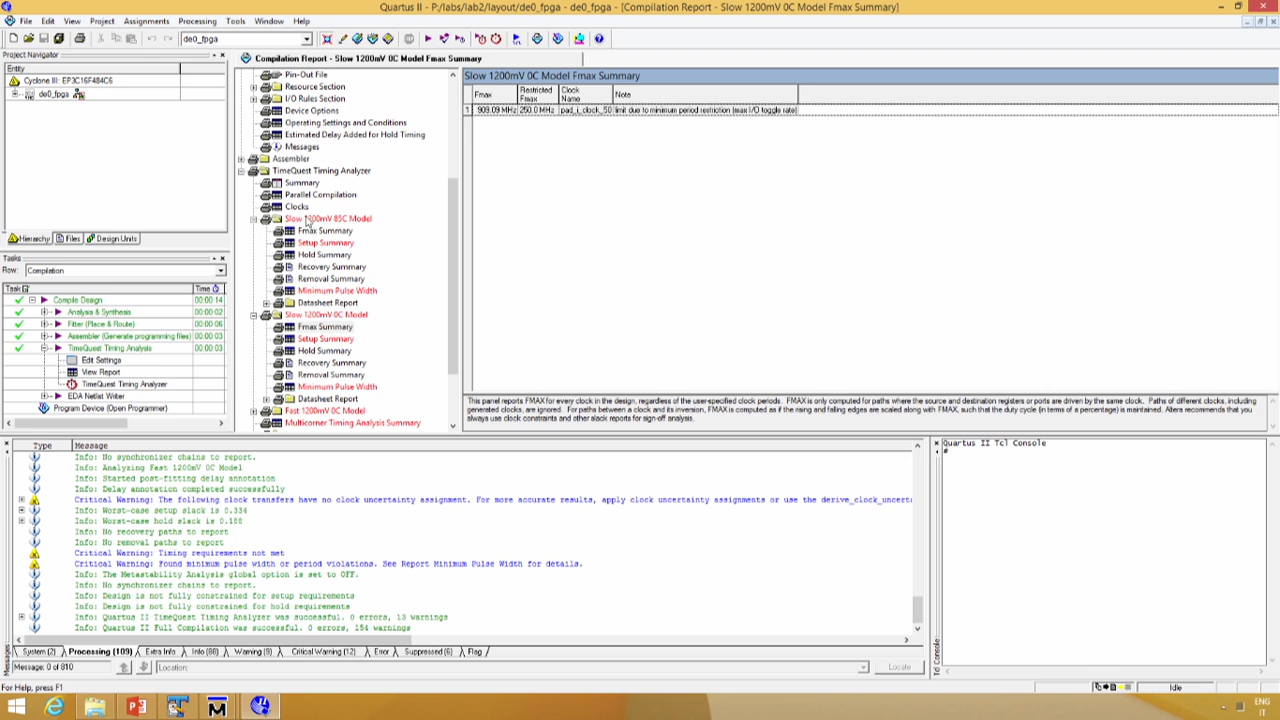 Quartus II - P:/labs/lab2/layout/de0_fpga - de0_fpga - [Compilation Report - Slow 1200mV 0C Model Fmax Summary]
File Edit View Project Assignments Processing Tools Window Help
de0_fpga
Project Navigator
Entity
Cyclone III: EP3C16F484C6
de0_fpga
Hierarchy Files Design Units
Tasks
Flow: Compilation
Task Time
Compile Design 00:00:14
Analysis & Synthesis 00:00:02
Fitter (Place & Route) 00:00:06
Assembler (Generate programming files) 00:00:03
TimeQuest Timing Analysis 00:00:03
Edit Settings
View Report
TimeQuest Timing Analyzer
EDA Netlist Writer
Program Device (Open Programmer)
Compilation Report - Slow 1200mV 0C Model Fmax Summary
Pin-Out File
Resource Section
I/O Rules Section
Device Options
Operating Settings and Conditions
Estimated Delay Added for Hold Timing
Messages
Assembler
TimeQuest Timing Analyzer
Summary
Parallel Compilation
Clocks
Slow 1200mV 85C Model
Fmax Summary
Setup Summary
Hold Summary
Recovery Summary
Removal Summary
Minimum Pulse Width
Datasheet Report
Slow 1200mV 0C Model
Fmax Summary
Setup Summary
Hold Summary
Recovery Summary
Removal Summary
Minimum Pulse Width
Datasheet Report
Fast 1200mV 0C Model
Multicorner Timing Analysis Summary
Slow 1200mV 0C Model Fmax Summary
Fmax Restricted Fmax Clock Name Note
1 909.09 MHz 250.0 MHz pad_i_clock_50 limit due to minimum period restriction (max I/O toggle rate)
This panel reports FMAX for every clock in the design, regardless of the user-specified clock periods. FMAX is only computed for paths where the source and destination registers or ports are driven by the same clock. Paths of different clocks, including
generated clocks, are ignored. For paths between a clock and its inversion, FMAX is computed as if the rising and falling edges are scaled along with FMAX, such that the duty cycle (in terms of a percentage) is maintained. Altera recommends that you
always use clock constraints and other slack reports for sign-off analysis.
Type Message
Info: No synchronizer chains to report.
Info: Analyzing Fast 1200mV 0C Model
Info: Started post-fitting delay annotation
Info: Delay annotation completed successfully
Critical Warning: The following clock transfers have no clock uncertainty assignment. For more accurate results, apply clock uncertainty assignments or use the derive_clock_uncert
Info: Worst-case setup slack is 0.334
Info: Worst-case hold slack is 0.188
Info: No recovery paths to report
Info: No removal paths to report
Critical Warning: Timing requirements not met
Critical Warning: Found minimum pulse width or period violations. See Report Minimum Pulse Width for details.
Info: The Metastability Analysis global option is set to OFF.
Info: No synchronizer chains to report.
Info: Design is not fully constrained for setup requirements
Info: Design is not fully constrained for hold requirements
Info: Quartus II TimeQuest Timing Analyzer was successful. 0 errors, 13 warnings
Info: Quartus II Full Compilation was successful. 0 errors, 154 warnings
System (2) Processing (109) Extra Info Info (88) Warning (9) Critical Warning (12) Error Suppressed (6) Flag
Message: 0 of 810 Location: Locate
Messages
Quartus II Tcl Console
Tcl Console
For Help, press F1 Idle
ENG
IT